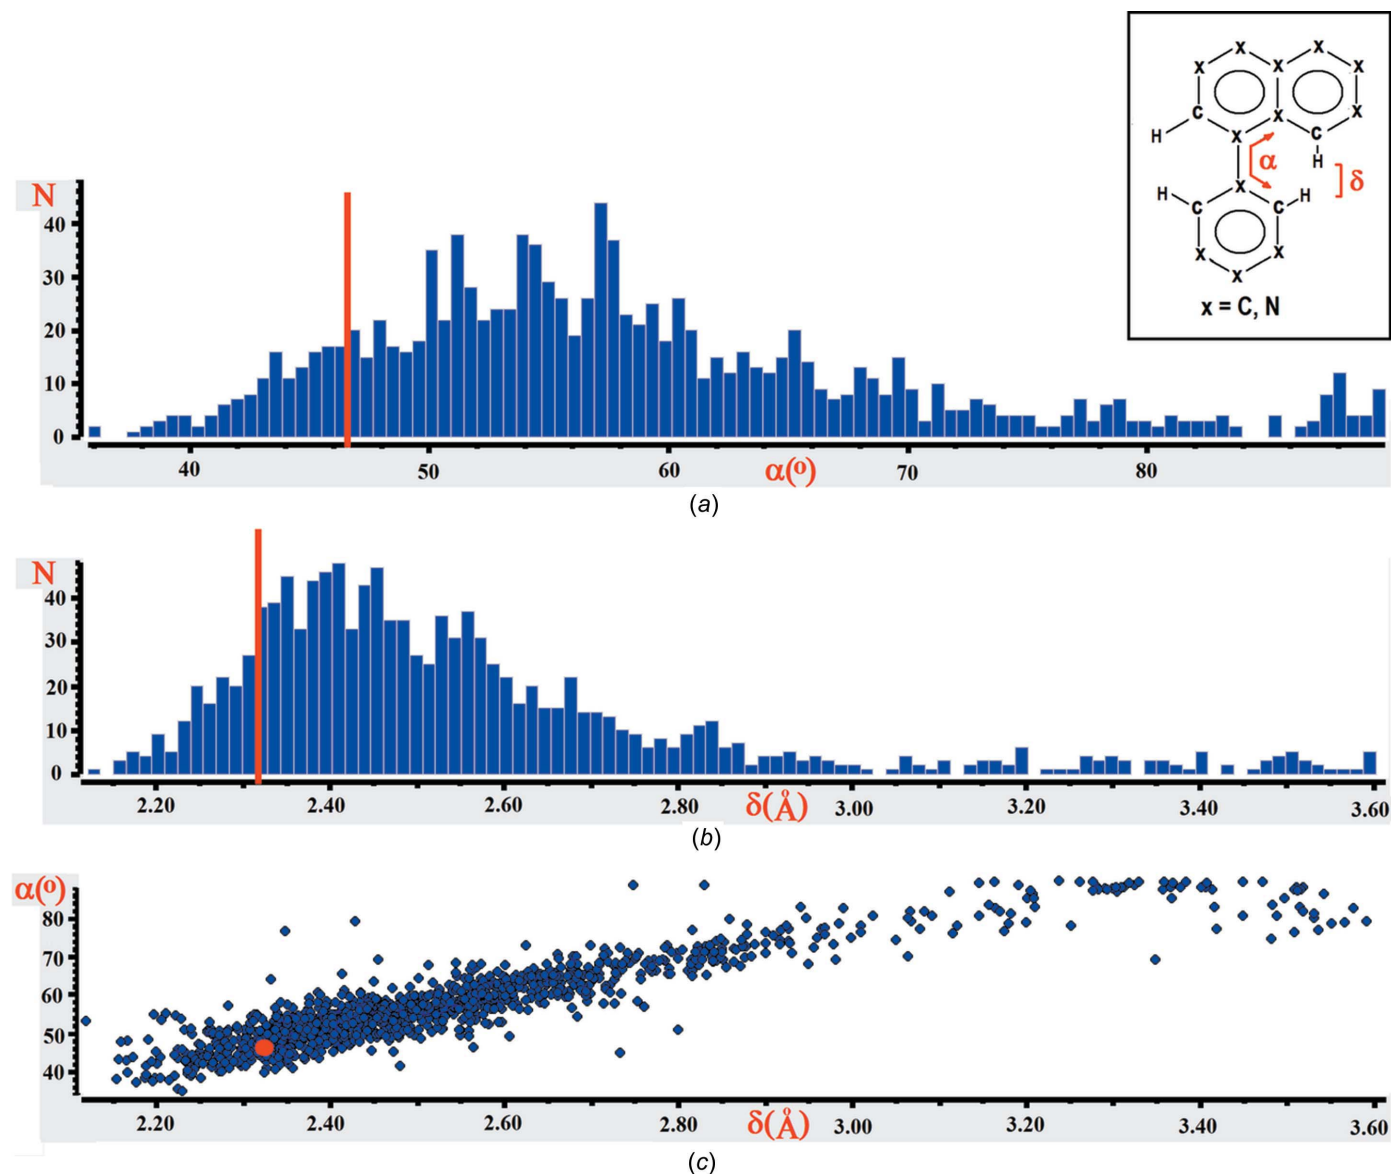 X X
X X X X
C X X
H X C
α H
X δ
H C C H
X X
X
x = C, N
N
40
30
20
10
0
40 50 60 α(º) 70 80
(a)
N
40
30
20
10
0
2.20 2.40 2.60 2.80 δ(Å) 3.00 3.20 3.40 3.60
(b)
α(º)
80
70
60
50
40
2.20 2.40 2.60 2.80 δ(Å) 3.00 3.20 3.40 3.60
(c)